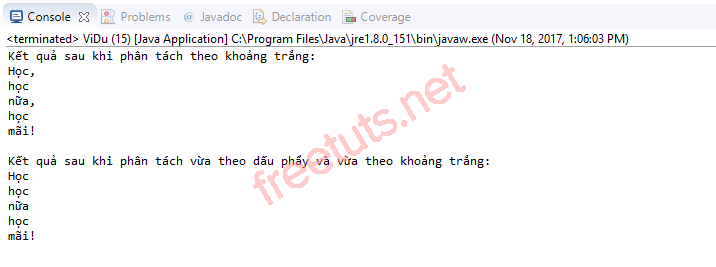 Console Problems @ Javadoc Declaration Coverage
<terminated> ViDu (15) [Java Application] C:\Program Files\Java\jre1.8.0_151\bin\javaw.exe (Nov 18, 2017, 1:06:03 PM)
Kết quả sau khi phân tách theo khoảng trắng:
Học,
học
nữa,
học
mãi!
Kết quả sau khi phân tách vừa theo dấu phẩy và vừa theo khoảng trắng:
Học
học
nữa
học
mãi!
freetuts.net